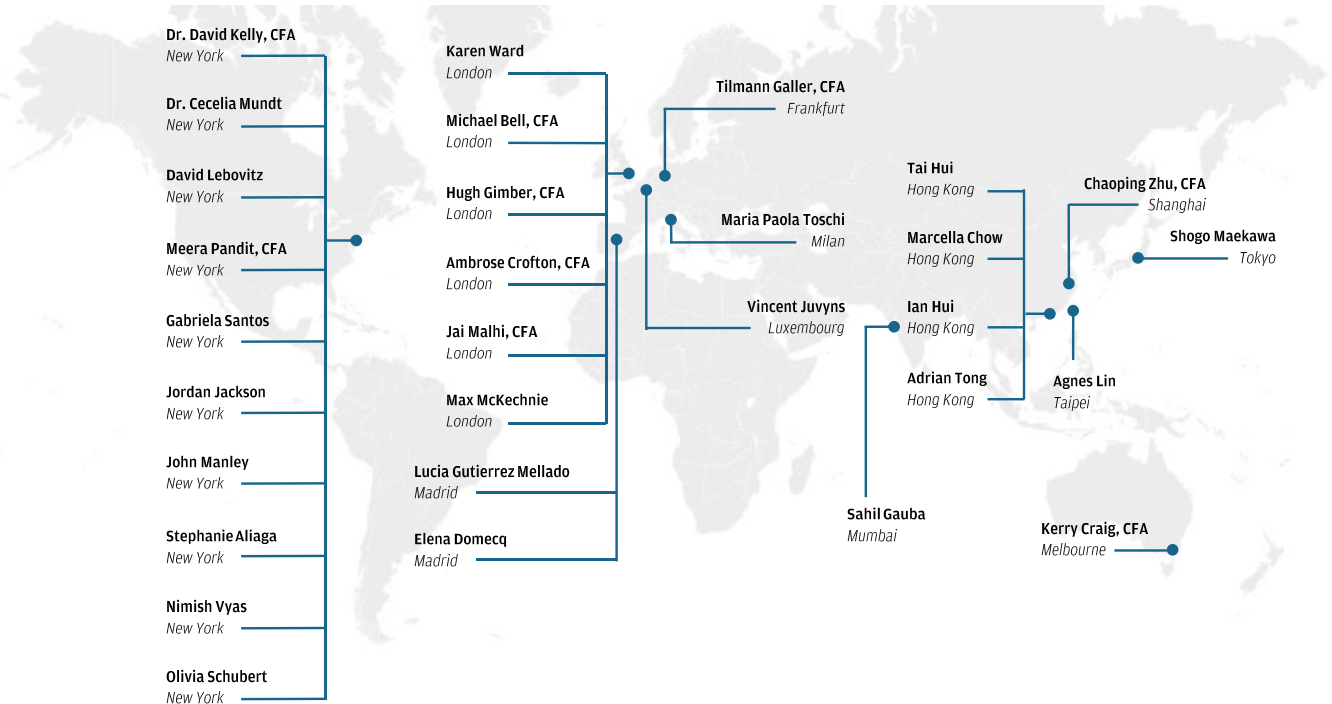 Dr. David Kelly, CFA
New York
Dr. Cecelia Mundt
New York
David Lebovitz
New York
Meera Pandit, CFA
New York
Gabriela Santos
New York
Jordan Jackson
New York
John Manley
New York
Stephanie Aliaga
New York
Nimish Vyas
New York
Olivia Schubert
New York
Karen Ward
London
Michael Bell, CFA
London
Hugh Gimber, CFA
London
Ambrose Crofton, CFA
London
Jai Malhi, CFA
London
Max McKechnie
London
Lucia Gutierrez Mellado
Madrid
Elena Domecq
Madrid
Tilmann Galler, CFA
Frankfurt
Maria Paola Toschi
Milan
Vincent Juvyns
Luxembourg
Tai Hui
Hong Kong
Marcella Chow
Hong Kong
Ian Hui
Hong Kong
Adrian Tong
Hong Kong
Sahil Gauba
Mumbai
Chaoping Zhu, CFA
Shanghai
Shogo Maekawa
Tokyo
Agnes Lin
Taipei
Kerry Craig, CFA
Melbourne